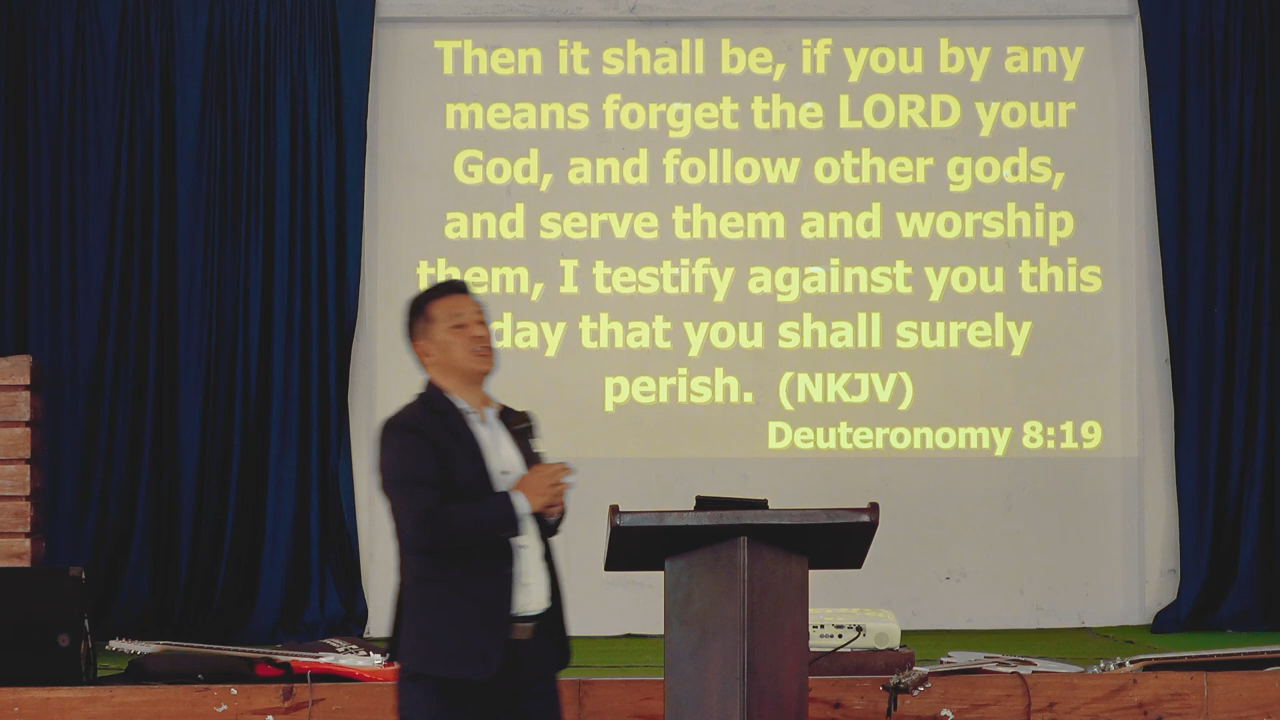 Then it shall be, if you by any
means forget the LORD your
God, and follow other gods,
and serve them and worship
them, I testify against you this
day that you shall surely
perish. (NKJV)
Deuteronomy 8:19